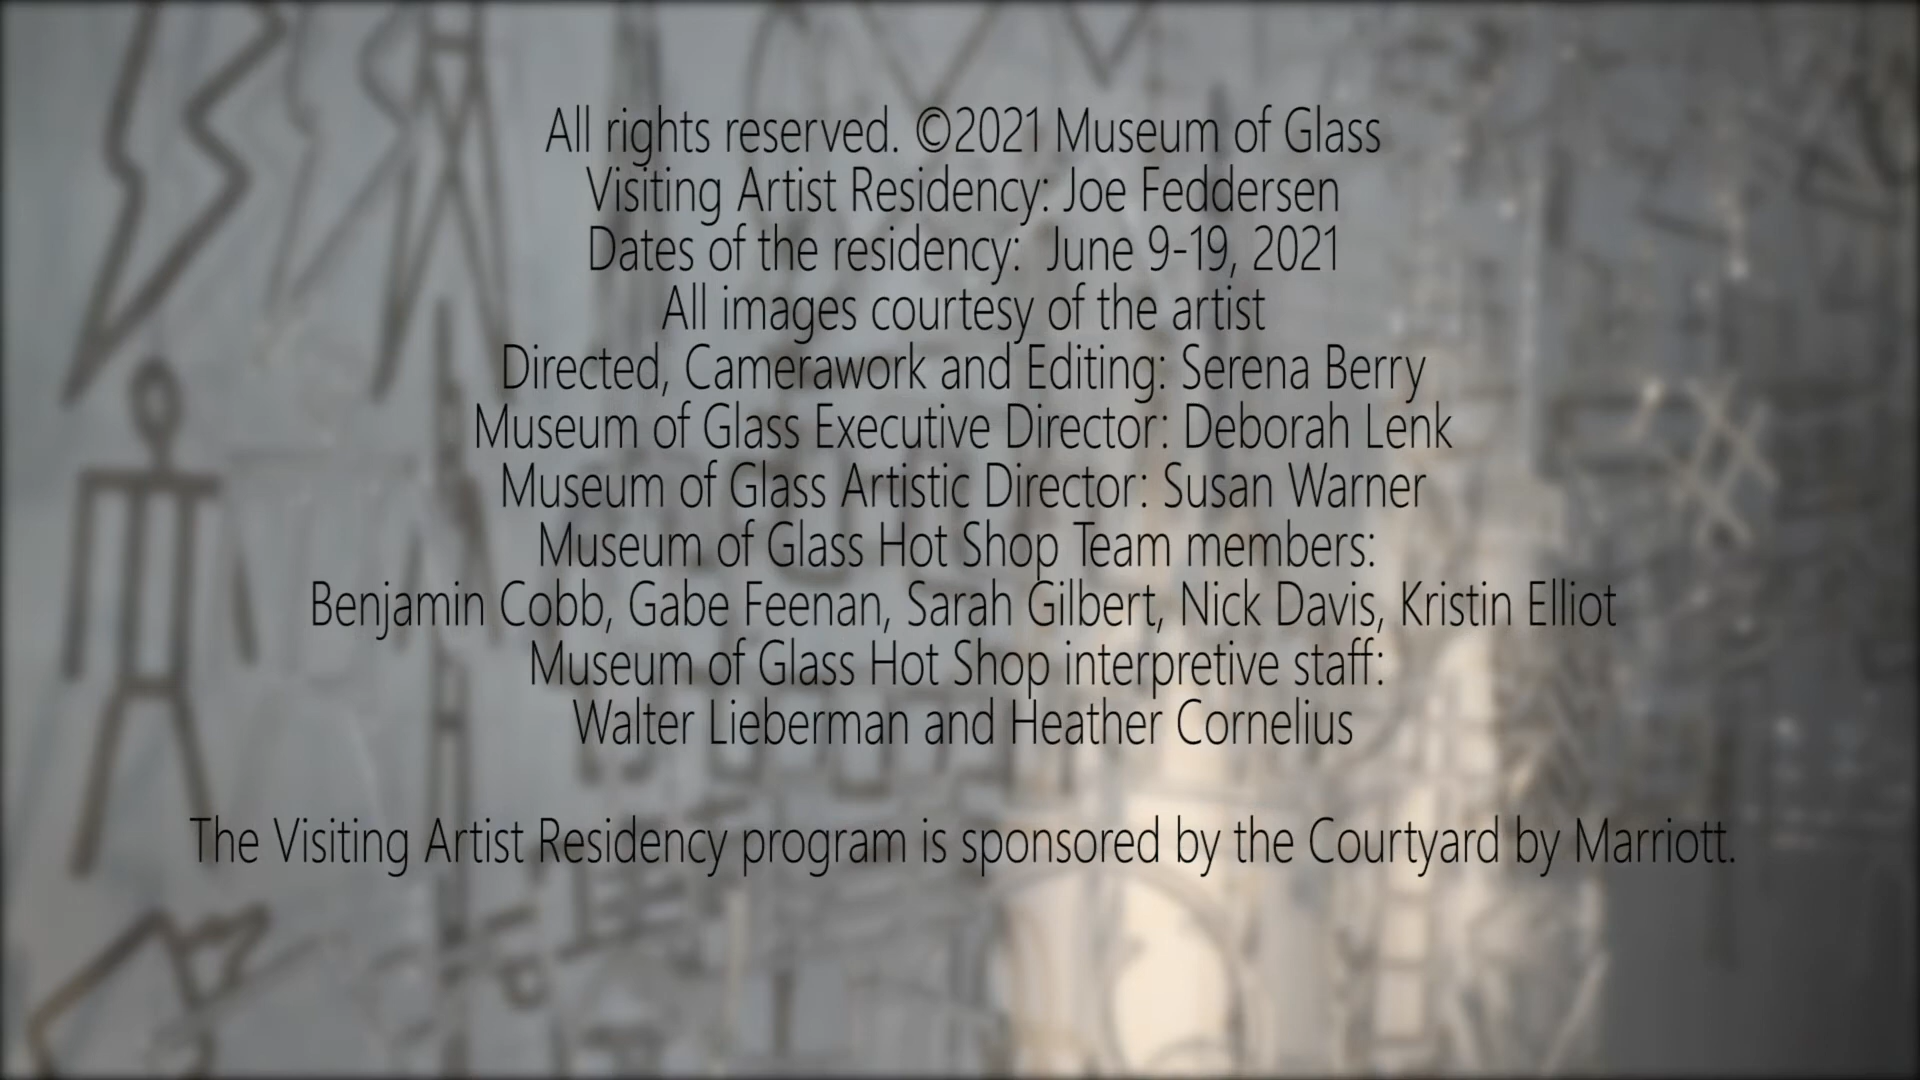 All rights reserved. ©2021 Museum of Glass
Visiting Artist Residency: Joe Feddersen
Dates of the residency:  June 9-19, 2021
All images courtesy of the artist
Directed, Camerawork and Editing: Serena Berry
Museum of Glass Executive Director: Deborah Lenk
Museum of Glass Artistic Director: Susan Warner
Museum of Glass Hot Shop Team members:
Benjamin Cobb, Gabe Feenan, Sarah Gilbert, Nick Davis, Kristin Elliot
Museum of Glass Hot Shop interpretive staff:
Walter Lieberman and Heather Cornelius
The Visiting Artist Residency program is sponsored by the Courtyard by Marriott.